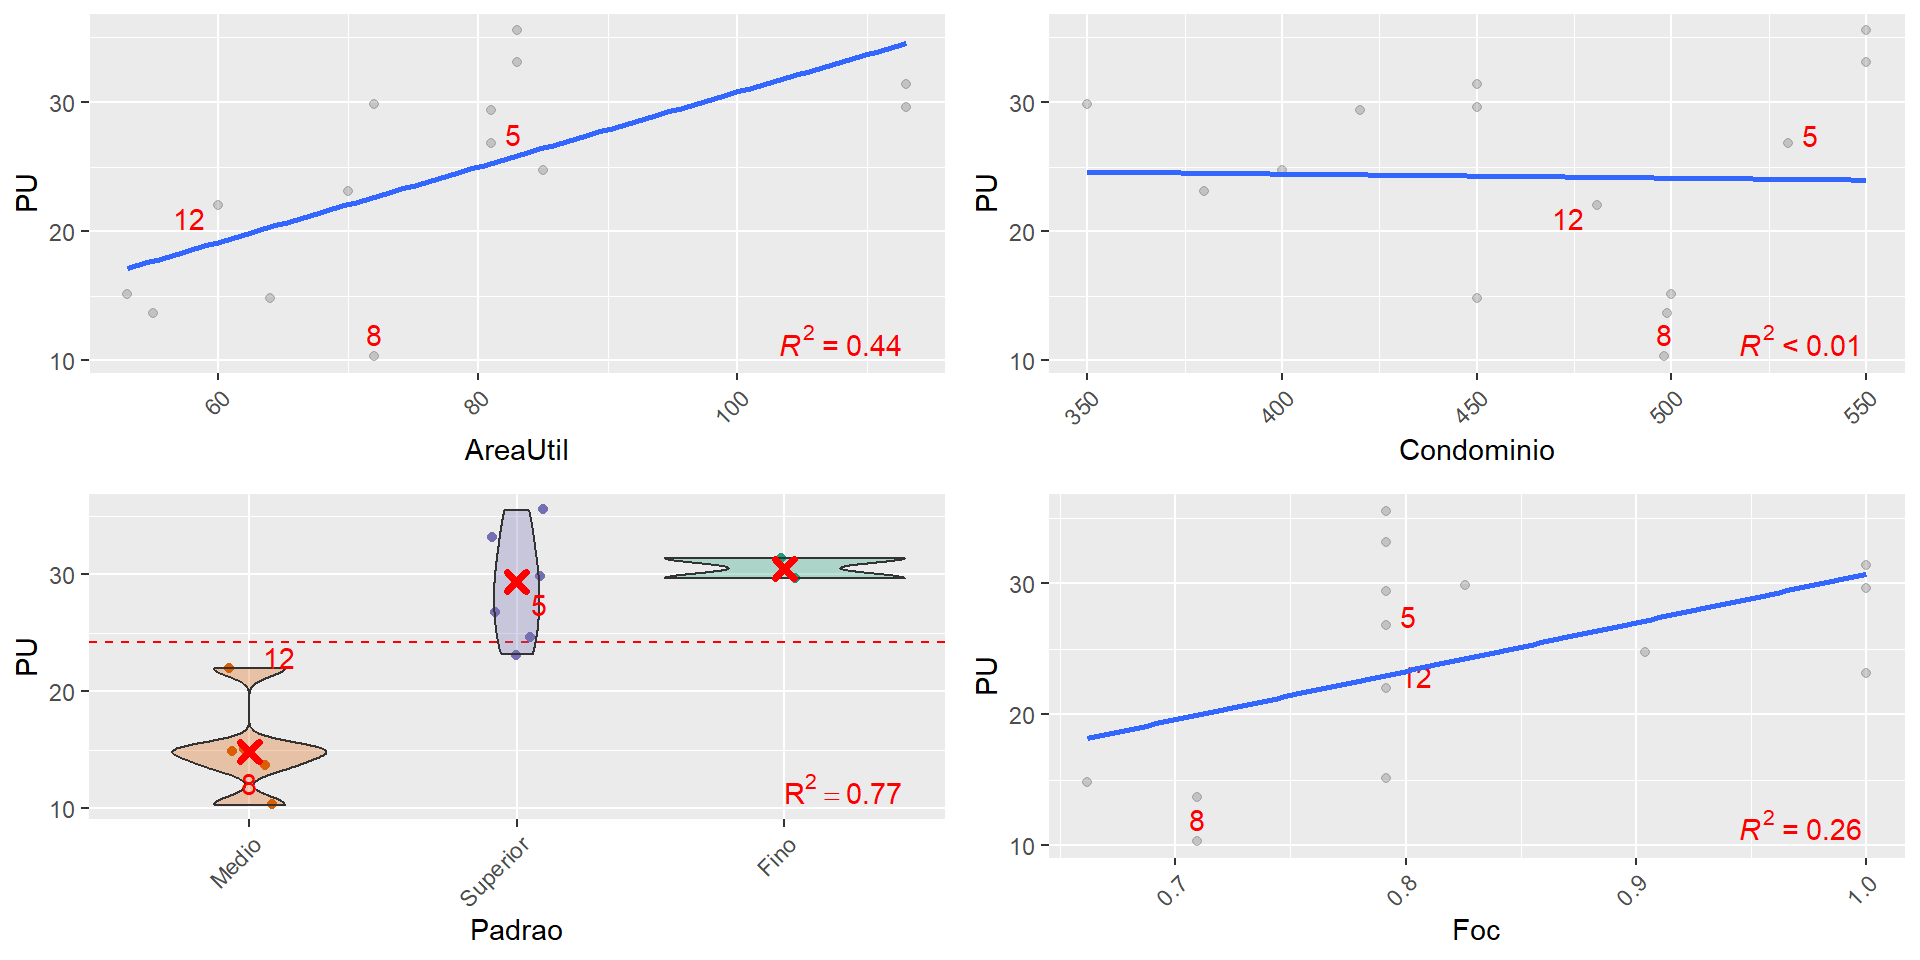 PU
30
20
10
5
12
8
R² = 0.44
60
80
100
AreaUtil
PU
30
20
10
5
12
8
R² < 0.01
350
400
450
500
550
Condominio
PU
30
20
10
5
12
8
R² = 0.77
Medio
Superior
Fino
Padrao
PU
30
20
10
5
12
8
R² = 0.26
0.7
0.8
0.9
1.0
Foc